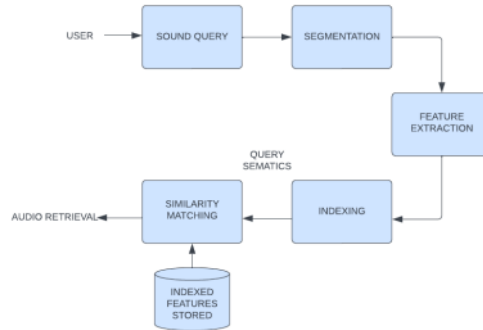 USER
SOUND QUERY
SEGMENTATION
FEATURE
EXTRACTION
QUERY
SEMATICS
INDEXING
SIMILARITY
MATCHING
AUDIO RETRIEVAL
INDEXED
FEATURES
STORED